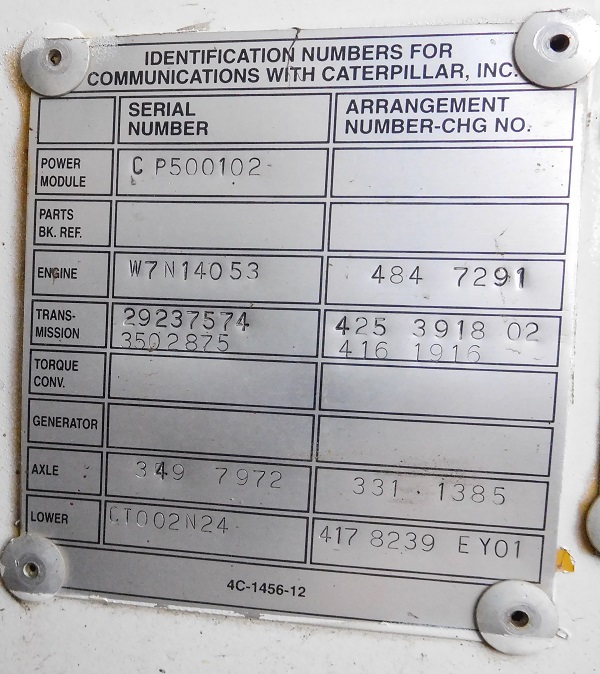 IDENTIFICATION NUMBERS FOR
COMMUNICATIONS WITH CATERPILLAR, INC.
SERIAL NUMBER
ARRANGEMENT NUMBER-CHG NO.
POWER MODULE
C P500102
PARTS BK. REF.
ENGINE
W7N14053
484 7291
TRANS-MISSION
29237574
3502875
425 3918 02
416 1916
TORQUE CONV.
GENERATOR
AXLE
349 7972
331 1385
LOWER
CT002N24
417 8239 EY01
4C-1456-12